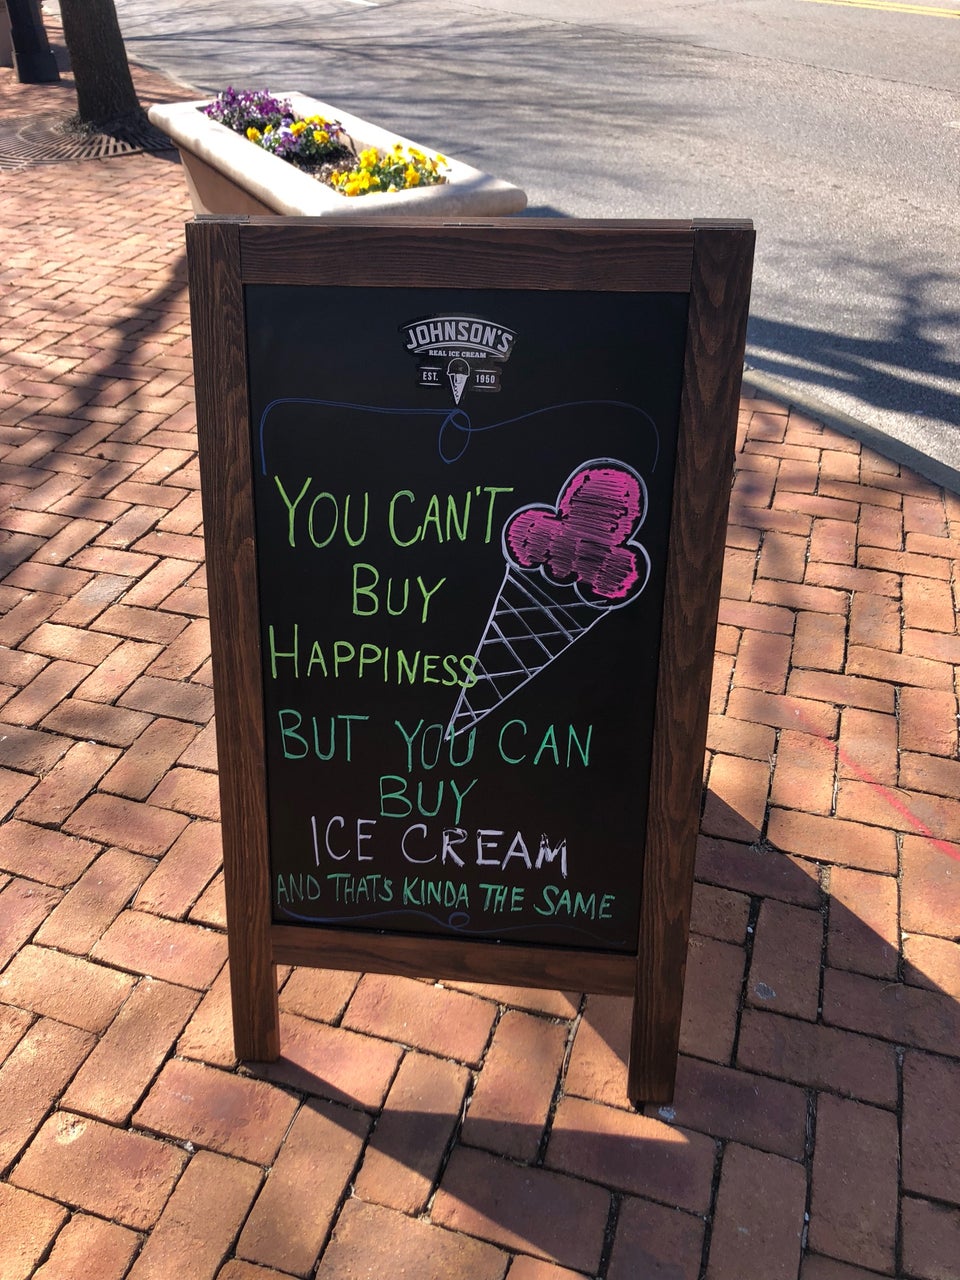 JOHNSON'S
REAL ICE CREAM
EST. 1950
YOU CAN'T
BUY
HAPPINESS
BUT YOU CAN
BUY
ICE CREAM
AND THAT'S KINDA THE SAME